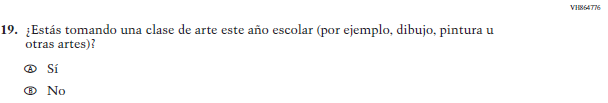 VH864776
19. ¿Estás tomando una clase de arte este año escolar (por ejemplo, dibujo, pintura u
otras artes)?
A Sí
B No